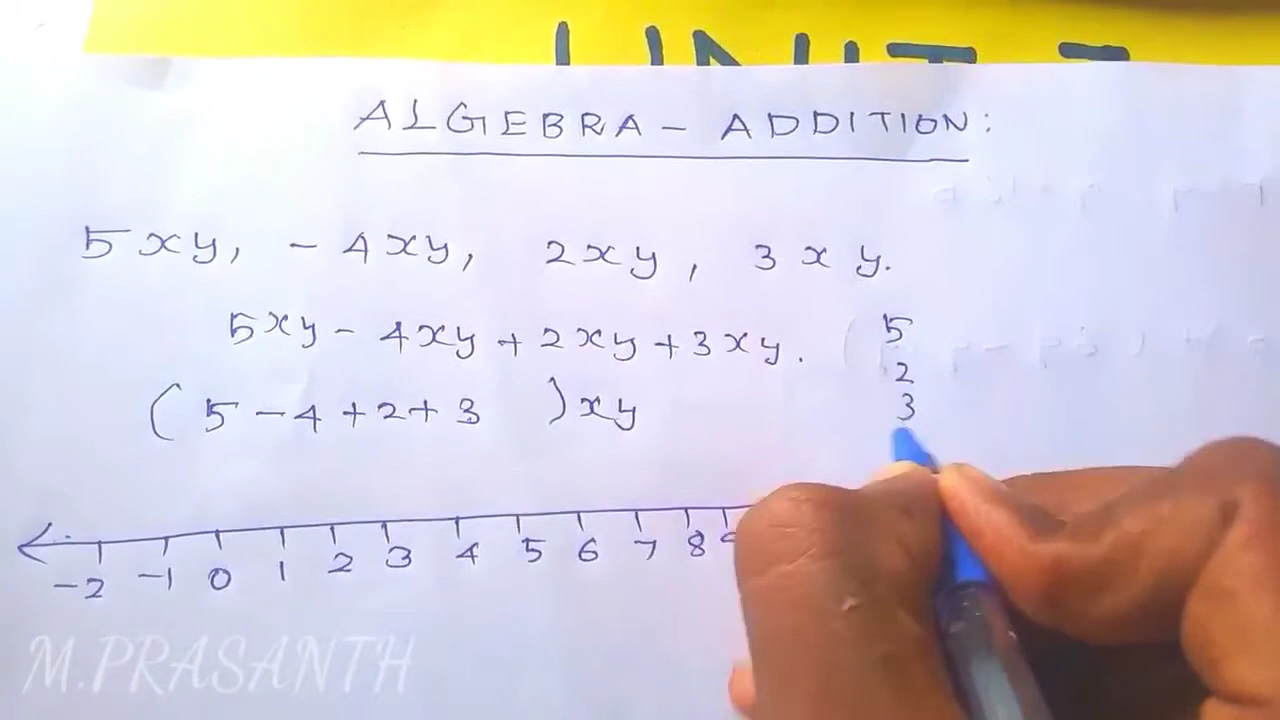 ALGEBRA - ADDITION:
5xy, - 4xy, 2xy, 3xy.
5xy - 4xy + 2xy + 3xy.
(5 - 4 + 2 + 3 )xy
5
2
3
-2 -1 0 1 2 3 4 5 6 7 8
M.PRASANTH